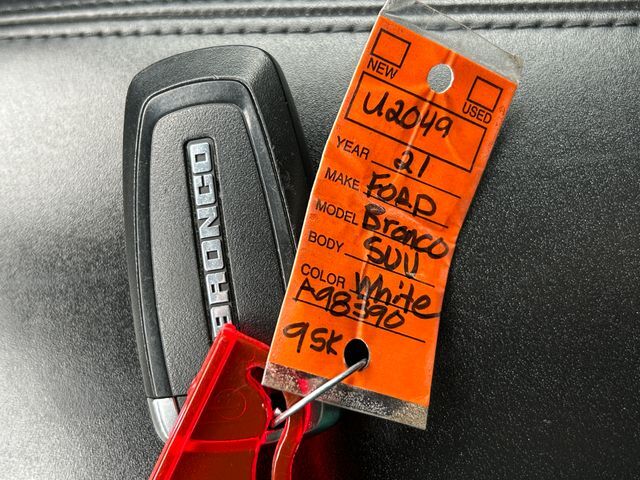 BRONCO
NEW
USED
U2049
YEAR 21
MAKE FORD
MODEL Bronco
BODY SUV
COLOR White
A98390
95K